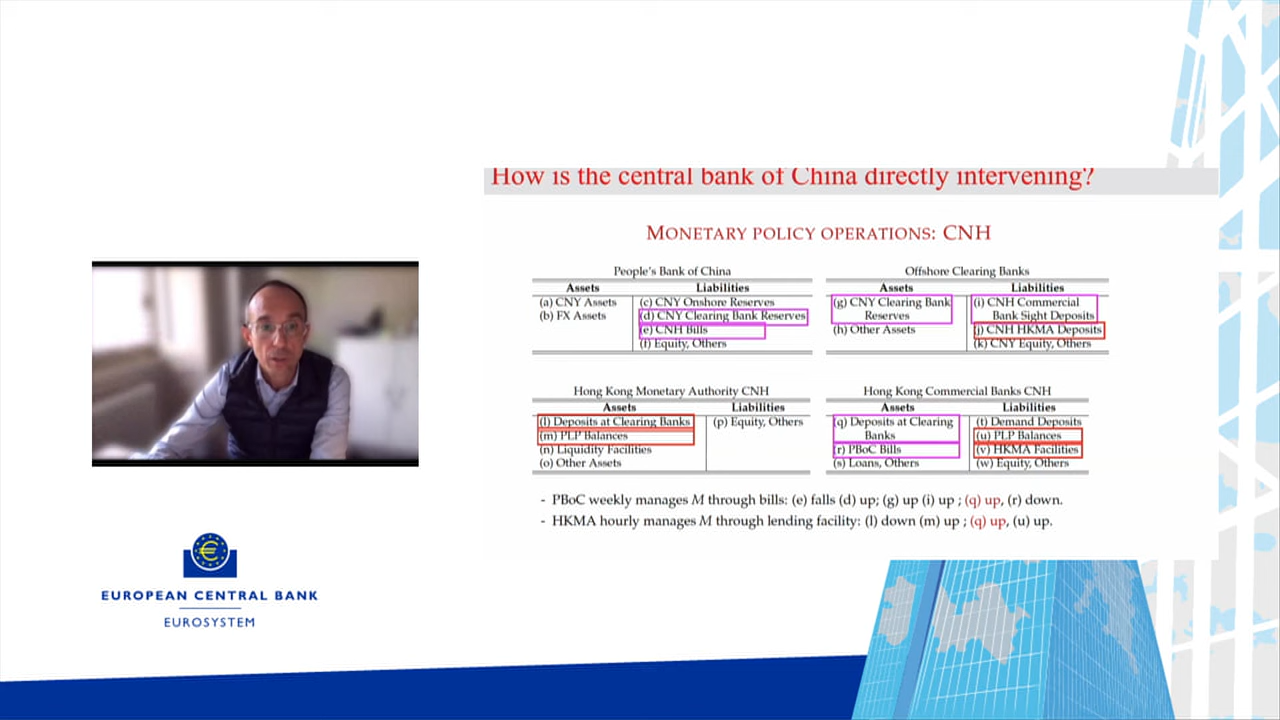 How is the central bank of China directly intervening?
MONETARY POLICY OPERATIONS: CNH
People's Bank of China
Assets Liabilities
(a) CNY Assets (c) CNY Onshore Reserves
(b) FX Assets (d) CNY Clearing Bank Reserves
(e) CNH Bills
(f) Equity, Others
Offshore Clearing Banks
Assets Liabilities
(g) CNY Clearing Bank (i) CNH Commercial
Reserves Bank Sight Deposits
(h) Other Assets (j) CNH HKMA Deposits
(k) CNY Equity, Others
Hong Kong Monetary Authority CNH
Assets Liabilities
(l) Deposits at Clearing Banks (p) Equity, Others
(m) PLP Balances
(n) Liquidity Facilities
(o) Other Assets
Hong Kong Commercial Banks CNH
Assets Liabilities
(q) Deposits at Clearing (t) Demand Deposits
Banks (u) PLP Balances
(r) PBoC Bills (v) HKMA Facilities
(s) Loans, Others (w) Equity, Others
- PBoC weekly manages M through bills: (e) falls (d) up; (g) up (i) up ; (q) up, (r) down.
- HKMA hourly manages M through lending facility: (l) down (m) up ; (q) up, (u) up.
EUROPEAN CENTRAL BANK
EUROSYSTEM